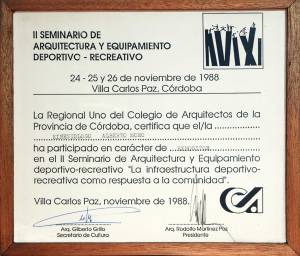 II SEMINARIO DE
ARQUITECTURA Y EQUIPAMIENTO
DEPORTIVO - RECREATIVO
24 - 25 y 26 de noviembre de 1988
Villa Carlos Paz, Córdoba
La Regional Uno del Colegio de Arquitectos de la
Provincia de Córdoba, certifica que el/la
ALBERTO
ha participado en carácter de EXPOSITOR
en el II Seminario de Arquitectura y Equipamiento
deportivo-recreativo "La infraestructura deportivo-
recreativa como respuesta a la comunidad".
Villa Carlos Paz, noviembre de 1988.
Arq. Gilberto Grilla
Secretario de Cultura
Arq. Rodolfo Martínez Paz
Presidente